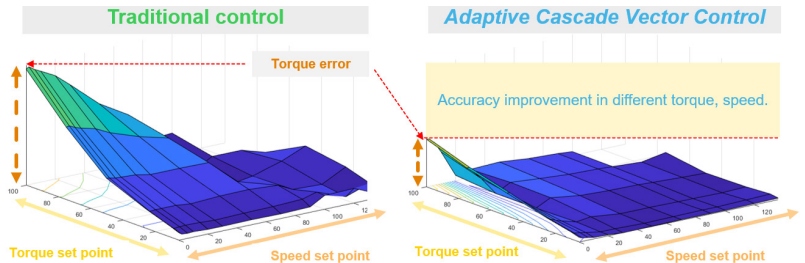 Traditional control
Adaptive Cascade Vector Control
Torque error
Accuracy improvement in different torque, speed.
100
80
60
40
20
0
20
40
60
80
100
Torque set point
Speed set point
100
80
60
40
20
0
20
40
60
80
100
120
Torque set point
Speed set point